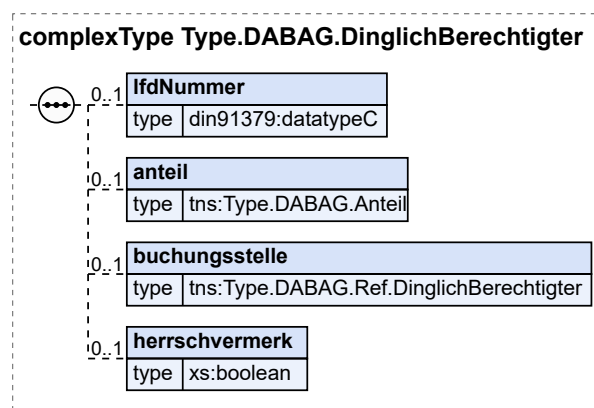 complexType Type.DABAG.DinglichBerechtigter
0..1
lfdNummer
type din91379:datatypeC
0..1
anteil
type tns:Type.DABAG.Anteil
0..1
buchungsstelle
type tns:Type.DABAG.Ref.DinglichBerechtigter
0..1
herrschvermerk
type xs:boolean